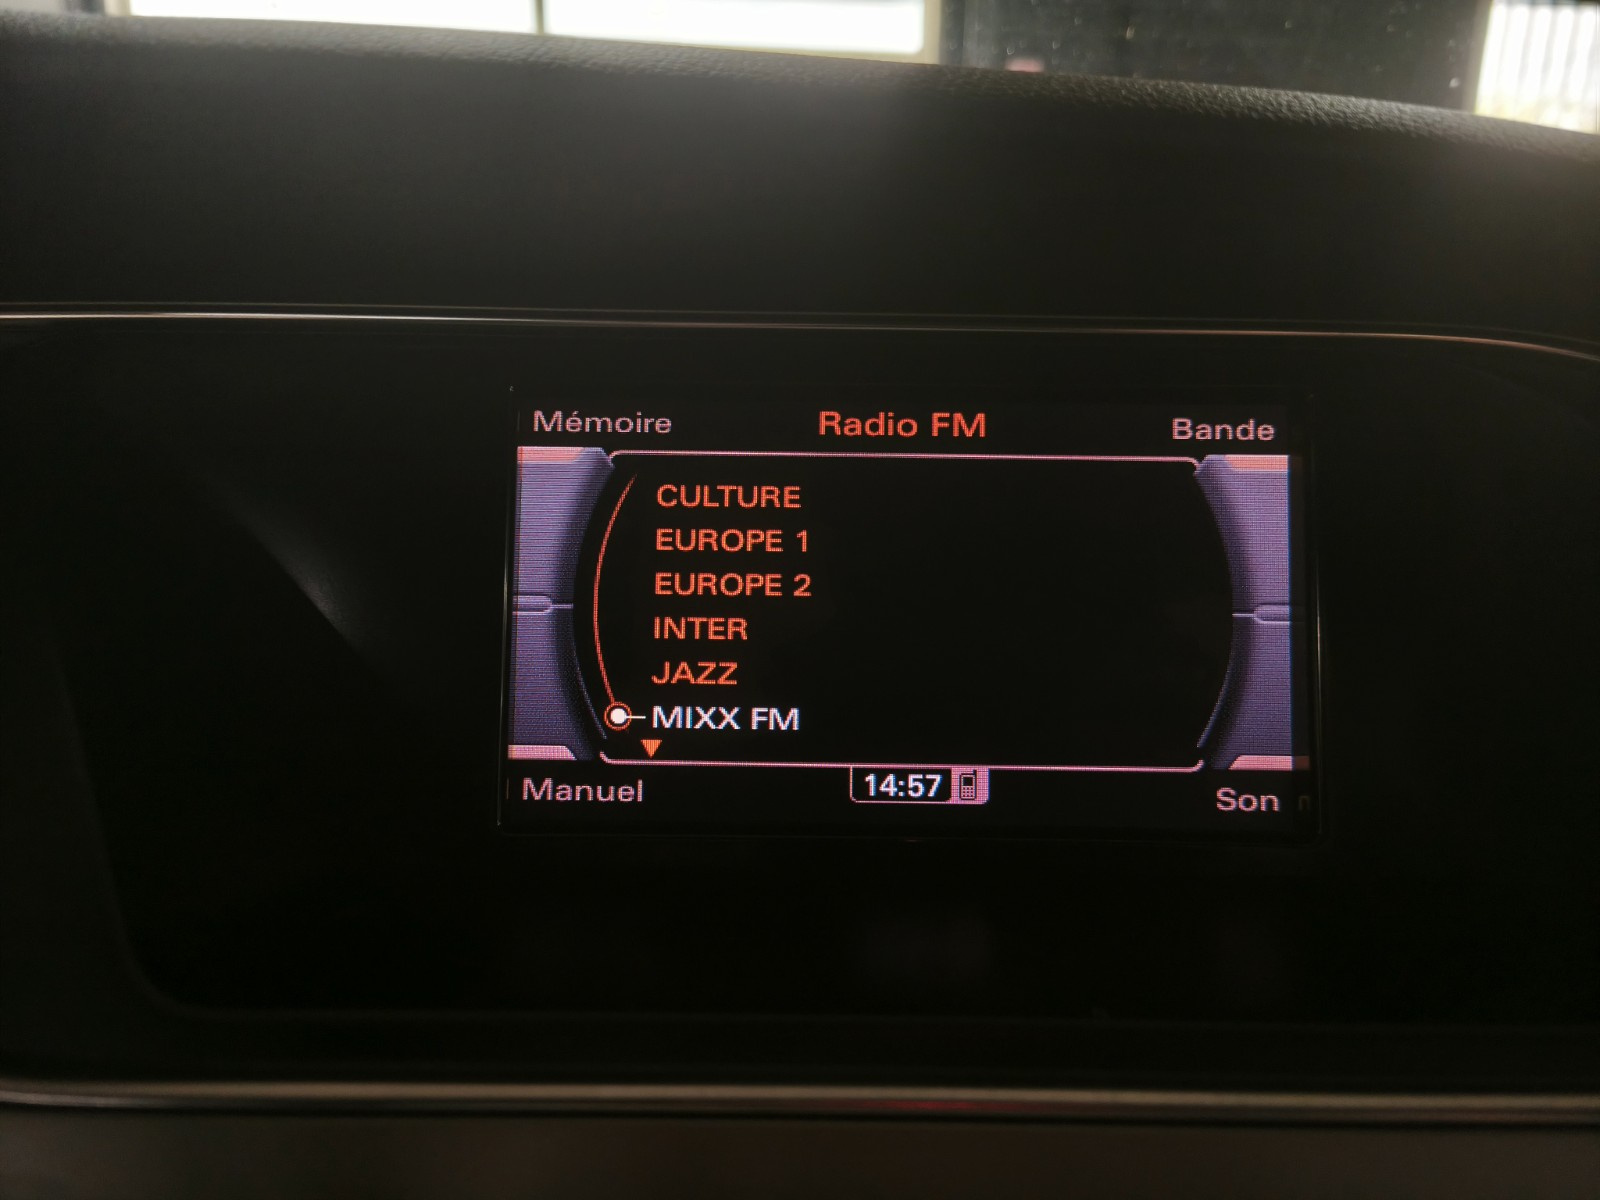 Mémoire Radio FM Bande
CULTURE
EUROPE 1
EUROPE 2
INTER
JAZZ
MIXX FM
Manuel 14:57 Son